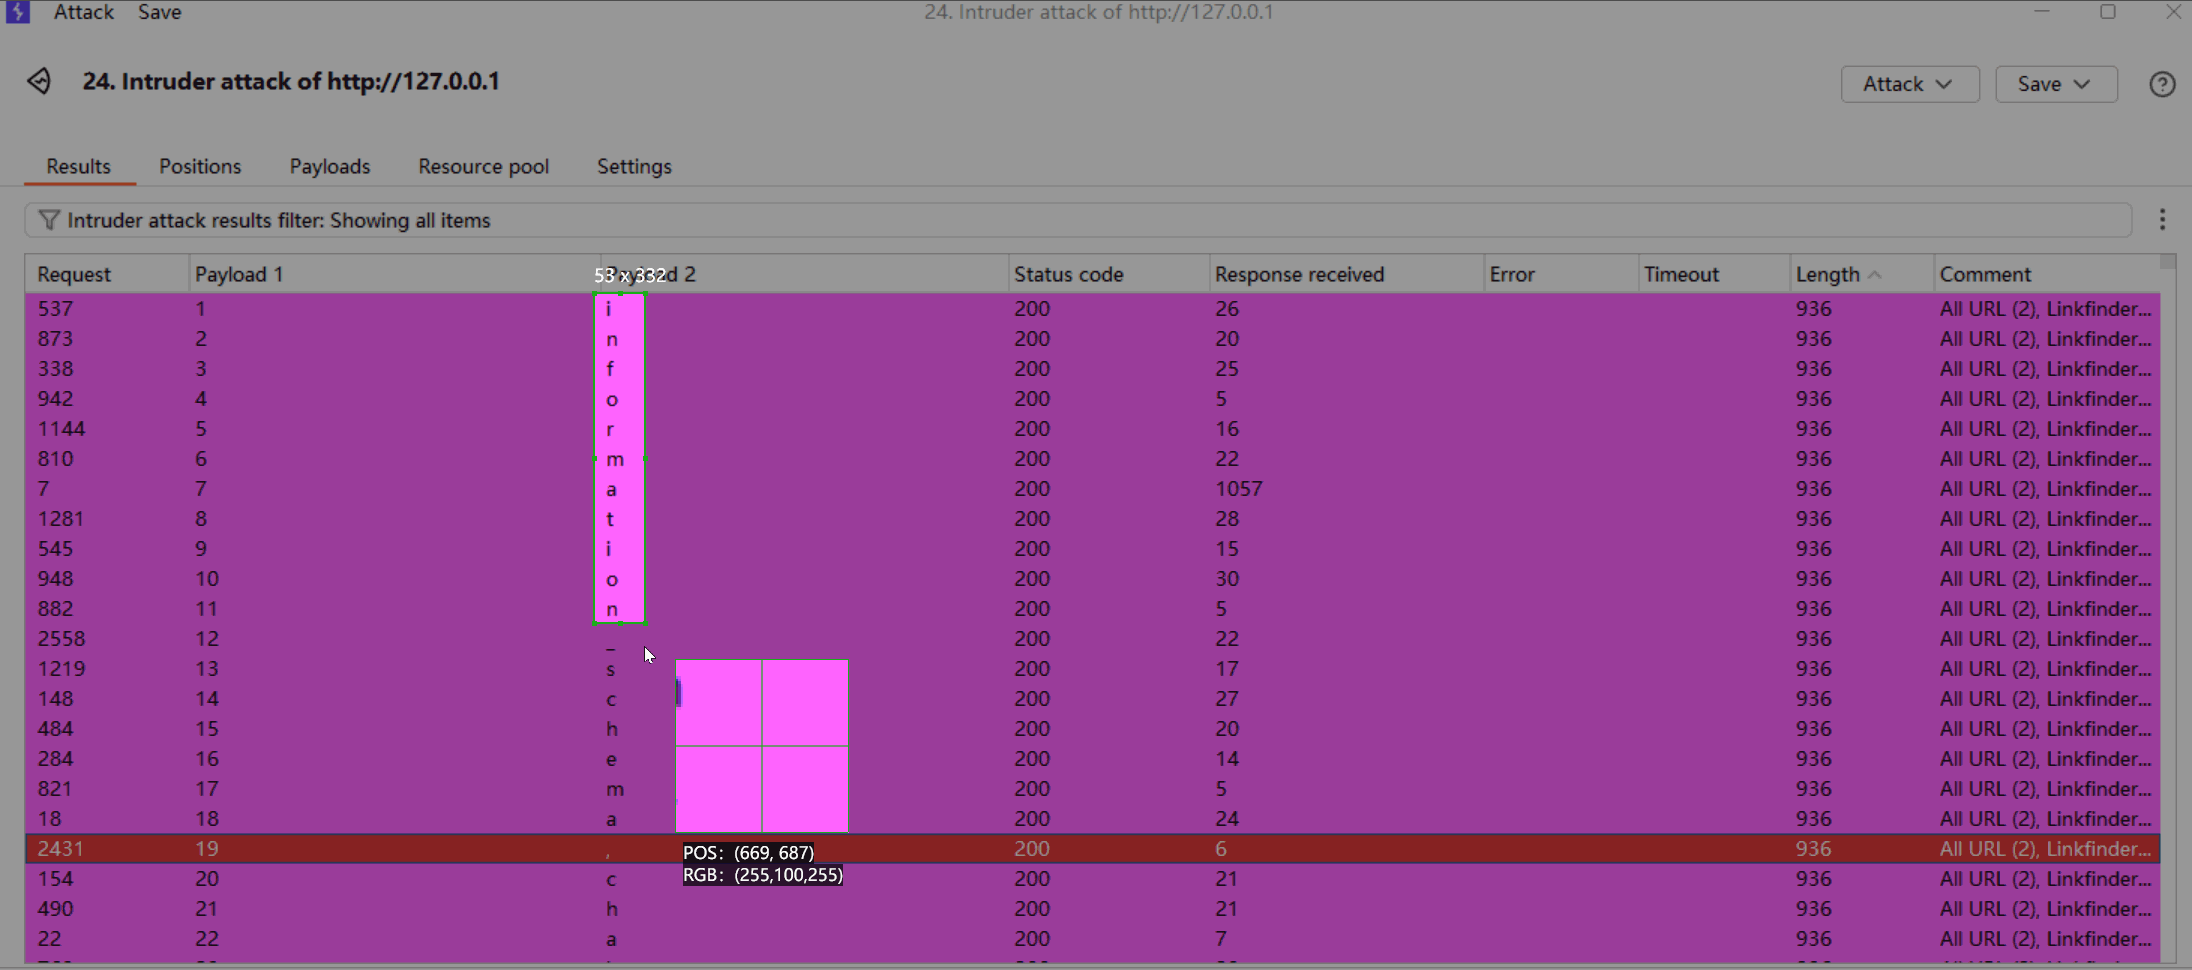 Attack Save 24. Intruder attack of http://127.0.0.1
24. Intruder attack of http://127.0.0.1 Attack Save ?
Results Positions Payloads Resource pool Settings
Intruder attack results filter: Showing all items
Request Payload 1 53 x 332 Payload 2 Status code Response received Error Timeout Length Comment
537 1 i 200 26 936 All URL (2), Linkfinder...
873 2 n 200 20 936 All URL (2), Linkfinder...
338 3 f 200 25 936 All URL (2), Linkfinder...
942 4 o 200 5 936 All URL (2), Linkfinder...
1144 5 r 200 16 936 All URL (2), Linkfinder...
810 6 m 200 22 936 All URL (2), Linkfinder...
7 7 a 200 1057 936 All URL (2), Linkfinder...
1281 8 t 200 28 936 All URL (2), Linkfinder...
545 9 i 200 15 936 All URL (2), Linkfinder...
948 10 o 200 30 936 All URL (2), Linkfinder...
882 11 n 200 5 936 All URL (2), Linkfinder...
2558 12 _ 200 22 936 All URL (2), Linkfinder...
1219 13 s 200 17 936 All URL (2), Linkfinder...
148 14 c 200 27 936 All URL (2), Linkfinder...
484 15 h 200 20 936 All URL (2), Linkfinder...
284 16 e 200 14 936 All URL (2), Linkfinder...
821 17 m 200 5 936 All URL (2), Linkfinder...
18 18 a 200 24 936 All URL (2), Linkfinder...
2431 19 , 200 6 936 All URL (2), Linkfinder...
POS: (669, 687)
RGB: (255,100,255)
154 20 c 200 21 936 All URL (2), Linkfinder...
490 21 h 200 21 936 All URL (2), Linkfinder...
22 22 a 200 7 936 All URL (2), Linkfinder...